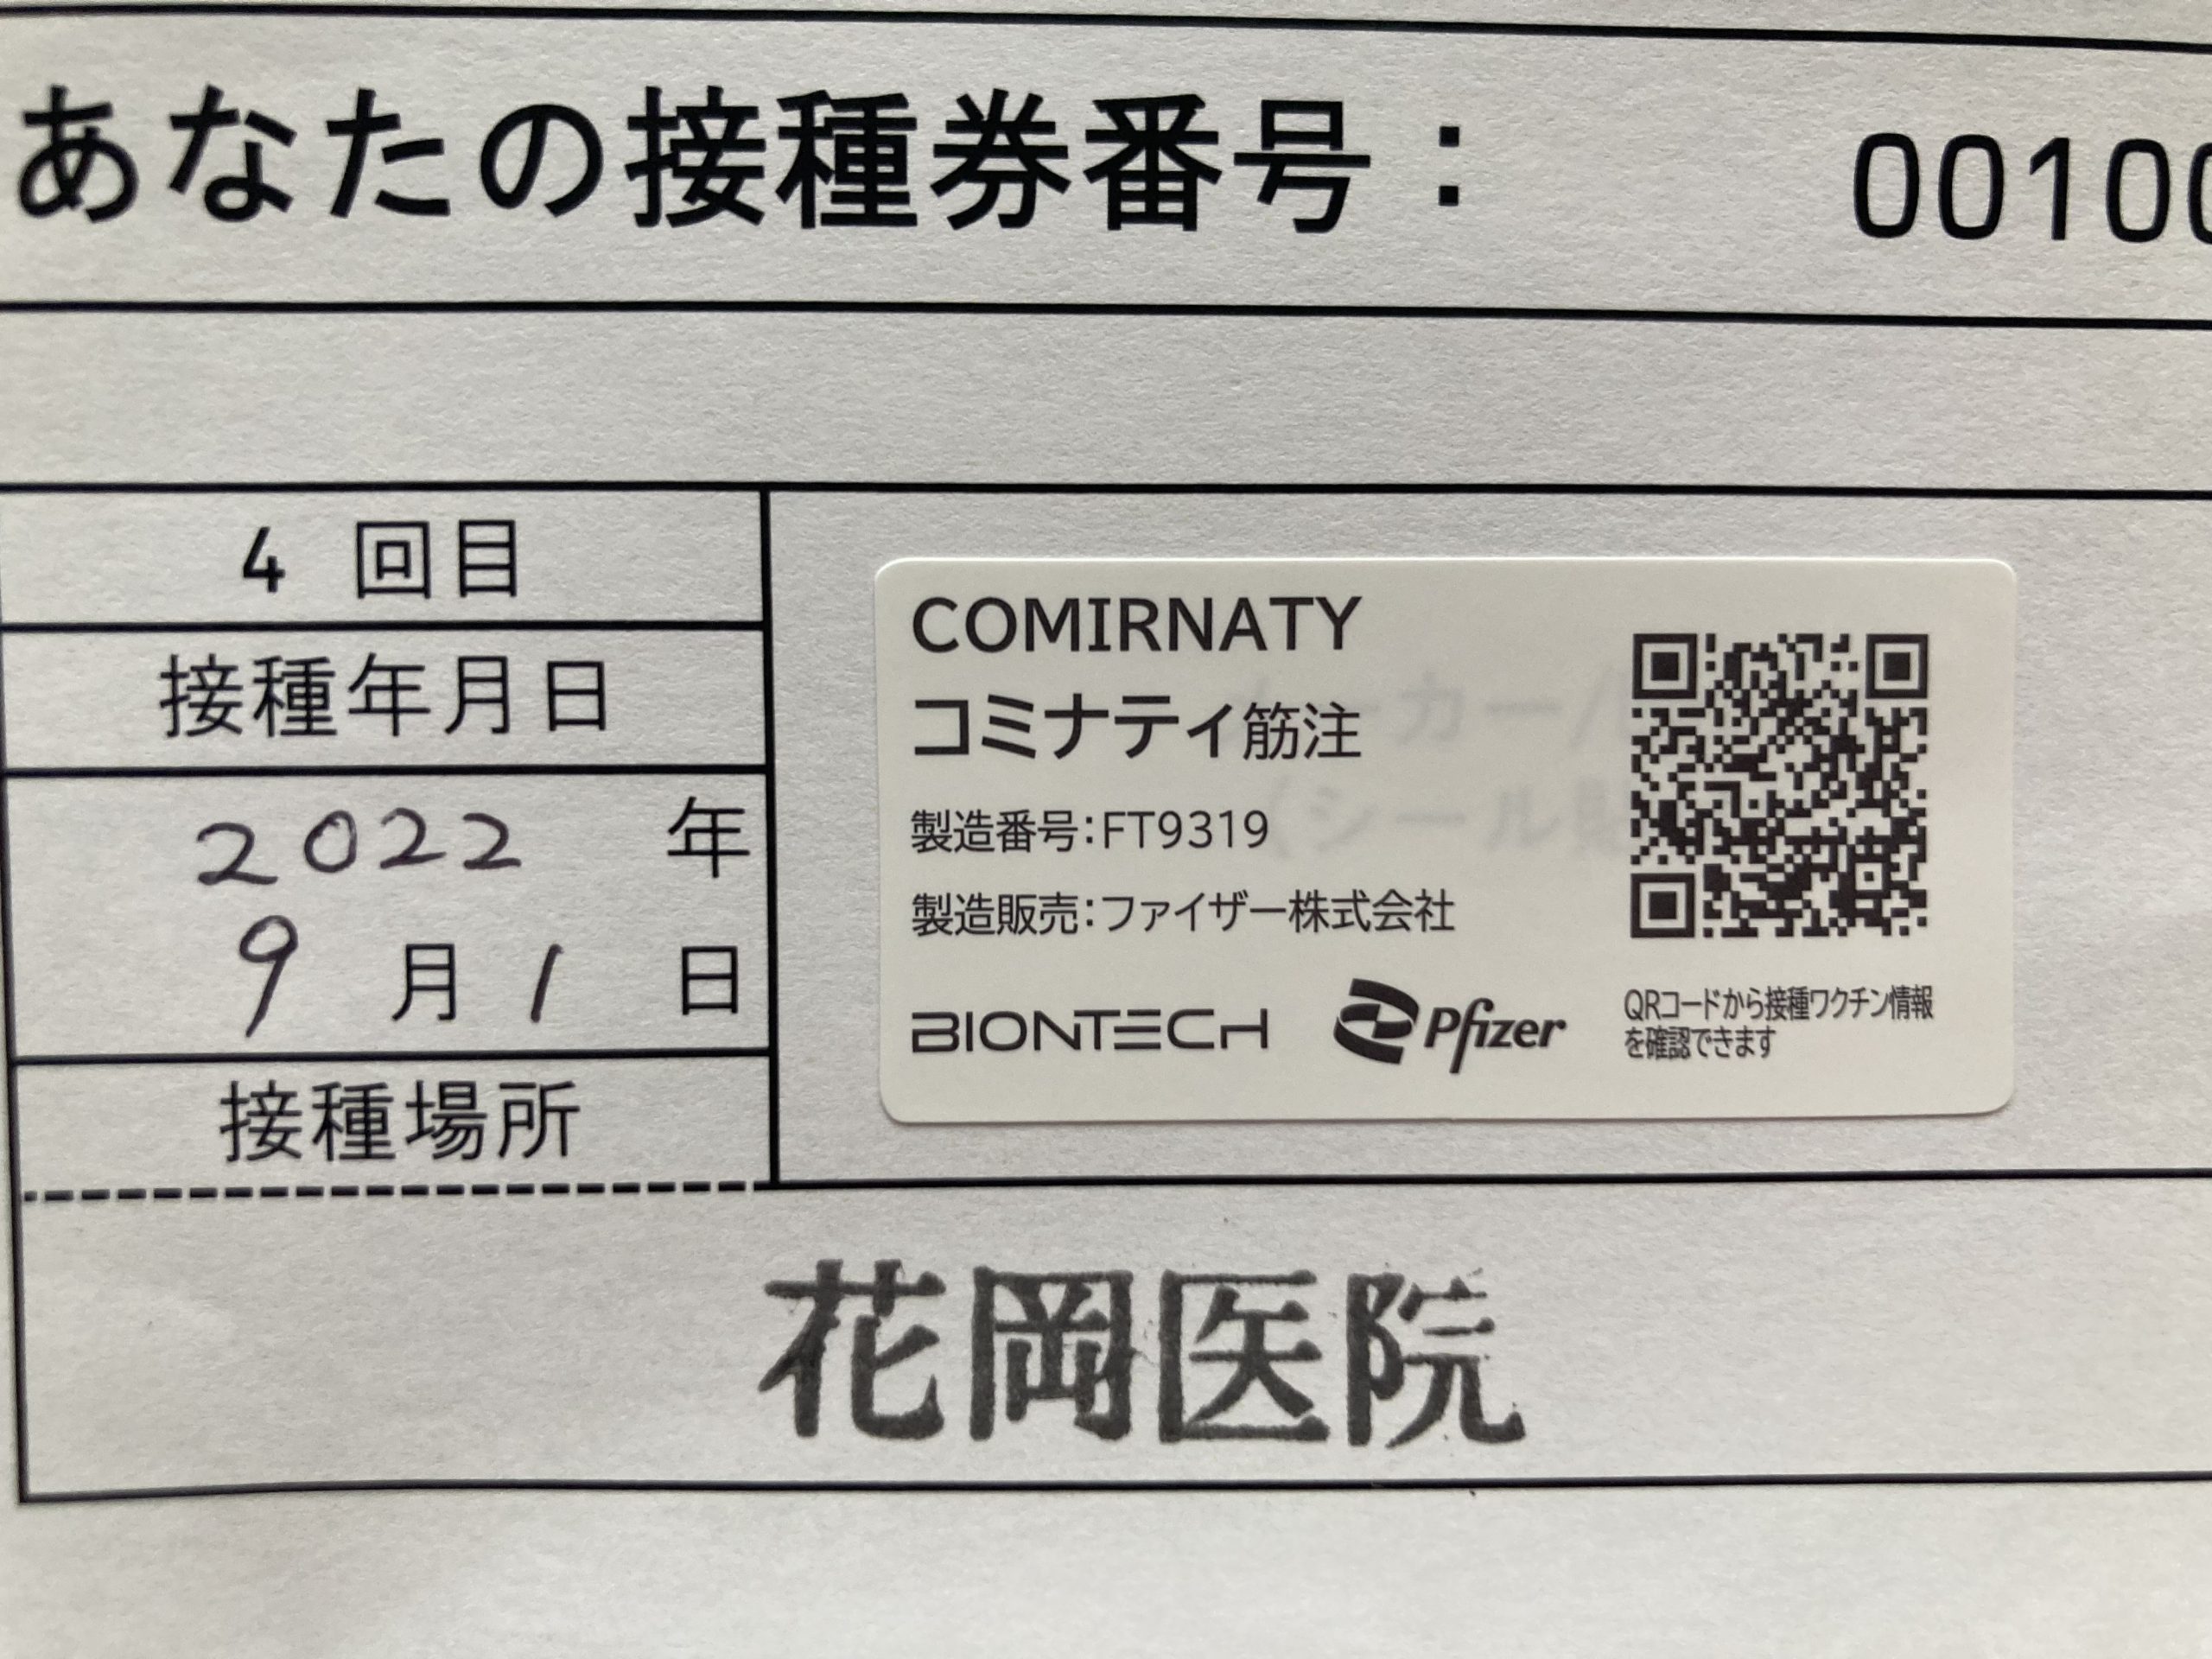 あなたの接種券番号： 0010
4 回目
接種年月日
2022 年
9 月 1 日
接種場所
COMIRNATY
コミナティ筋注
製造番号：FT9319
製造販売：ファイザー株式会社
BIONTECH Pfizer
QRコードから接種ワクチン情報
を確認できます
花岡医院